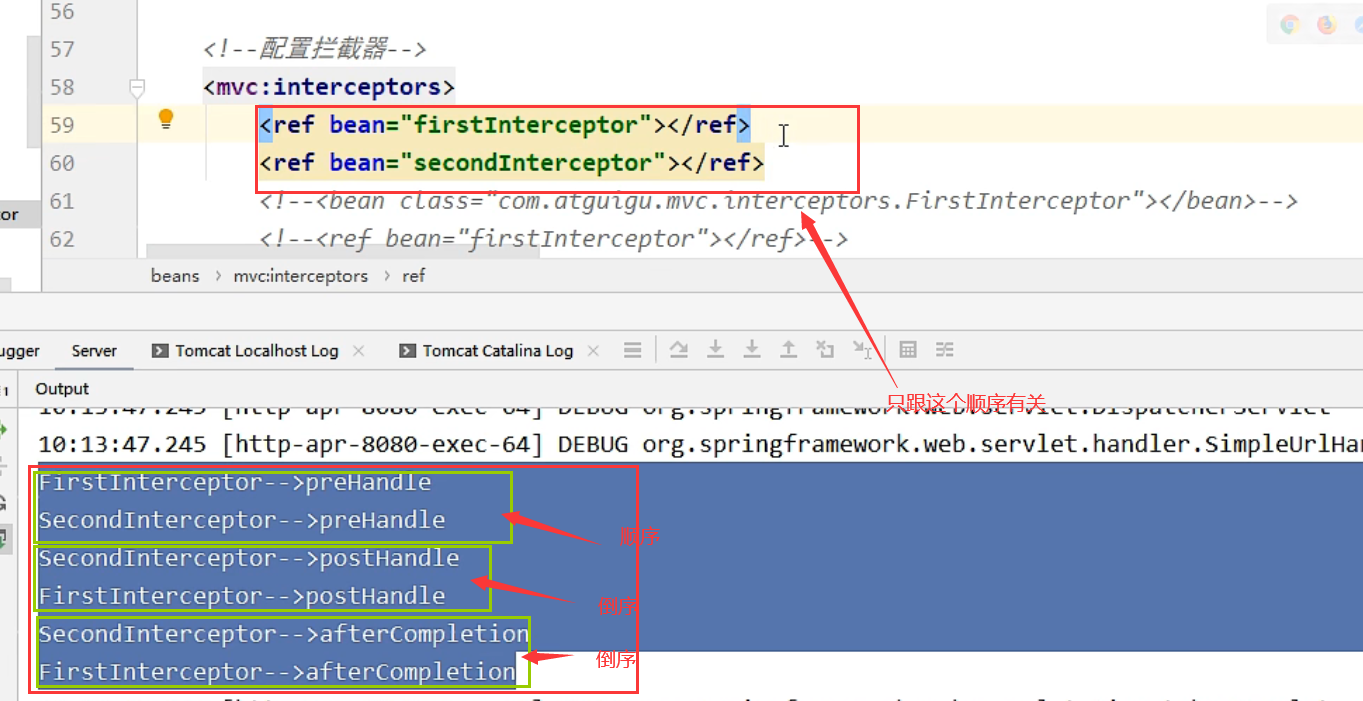 56
57 <!--配置拦截器-->
58 <mvc:interceptors>
59 <ref bean="firstInterceptor"></ref>
60 <ref bean="secondInterceptor"></ref>
61 <!--<bean class="com.atguigu.mvc.interceptors.FirstInterceptor"></bean>-->
or
62 <!--<ref bean="firstInterceptor"></ref>-->
beans › mvc:interceptors › ref
ugger Server Tomcat Localhost Log Tomcat Catalina Log
Output
只跟这个顺序有关
10:13:47.245 [http-apr-8080-exec-64] DEBUG org.springframework.web.servlet.DispatcherServlet
10:13:47.245 [http-apr-8080-exec-64] DEBUG org.springframework.web.servlet.handler.SimpleUrlHan
FirstInterceptor-->preHandle
SecondInterceptor-->preHandle
顺序
SecondInterceptor-->postHandle
FirstInterceptor-->postHandle
倒序
SecondInterceptor-->afterCompletion
FirstInterceptor-->afterCompletion
倒序